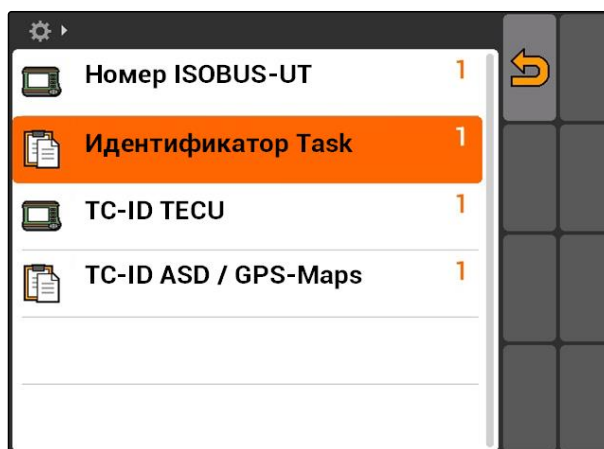 Номер ISOBUS-UT 1
Идентификатор Task 1
TC-ID TECU 1
TC-ID ASD / GPS-Maps 1